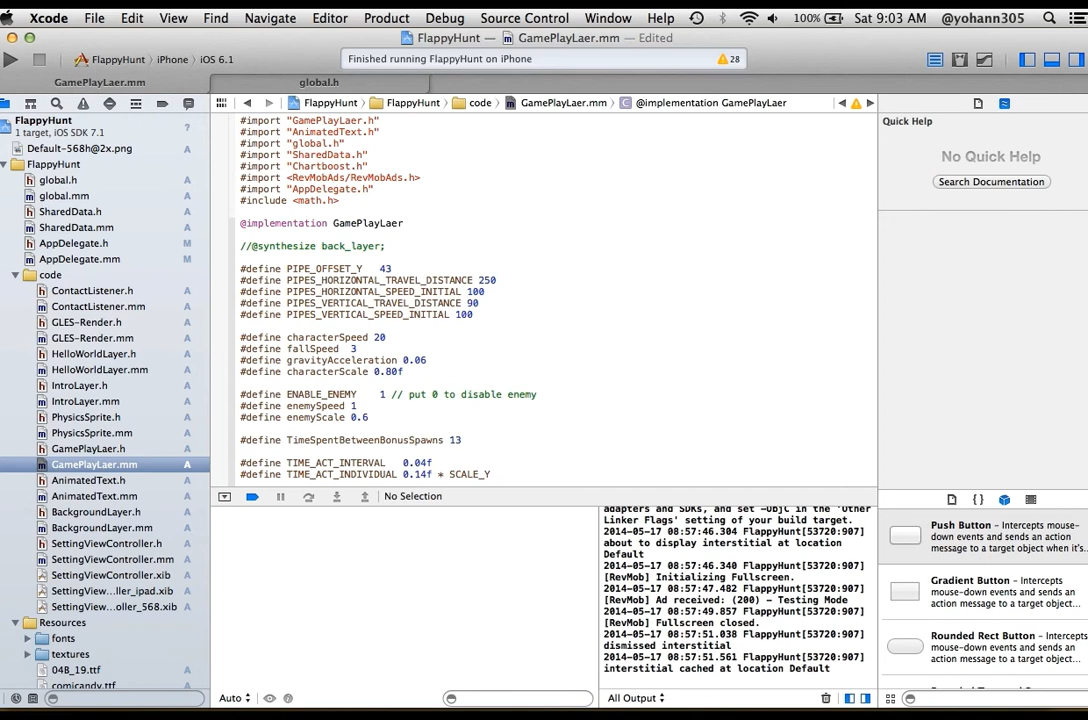 Xcode File Edit View Find Navigate Editor Product Debug Source Control Window Help 100% Sat 9:03 AM @yohann305
FlappyHunt — GamePlayLaer.mm — Edited
FlappyHunt iPhone iOS 6.1
Finished running FlappyHunt on iPhone 28
GamePlayLaer.mm global.h
FlappyHunt FlappyHunt code GamePlayLaer.mm @implementation GamePlayLaer
FlappyHunt
1 target, iOS SDK 7.1 ?
Default-568h@2x.png A
FlappyHunt
global.h A
global.mm A
SharedData.h A
SharedData.mm A
AppDelegate.h M
AppDelegate.mm M
code
ContactListener.h A
ContactListener.mm A
GLES-Render.h A
GLES-Render.mm A
HelloWorldLayer.h A
HelloWorldLayer.mm A
IntroLayer.h A
IntroLayer.mm A
PhysicsSprite.h A
PhysicsSprite.mm A
GamePlayLaer.h A
GamePlayLaer.mm A
AnimatedText.h A
AnimatedText.mm A
BackgroundLayer.h A
BackgroundLayer.mm A
SettingViewController.h A
SettingViewController.mm A
SettingViewController.xib A
SettingView...ller_ipad.xib A
SettingView...oller_568.xib A
Resources
fonts
textures
04B_19.ttf A
comicandy.ttf A
#import "GamePlayLaer.h"
#import "AnimatedText.h"
#import "global.h"
#import "SharedData.h"
#import "Chartboost.h"
#import <RevMobAds/RevMobAds.h>
#import "AppDelegate.h"
#include <math.h>
@implementation GamePlayLaer
//@synthesize back_layer;
#define PIPE_OFFSET_Y 43
#define PIPES_HORIZONTAL_TRAVEL_DISTANCE 250
#define PIPES_HORIZONTAL_SPEED_INITIAL 100
#define PIPES_VERTICAL_TRAVEL_DISTANCE 90
#define PIPES_VERTICAL_SPEED_INITIAL 100
#define characterSpeed 20
#define fallSpeed 3
#define gravityAcceleration 0.06
#define characterScale 0.80f
#define ENABLE_ENEMY 1 // put 0 to disable enemy
#define enemySpeed 1
#define enemyScale 0.6
#define TimeSpentBetweenBonusSpawns 13
#define TIME_ACT_INTERVAL 0.04f
#define TIME_ACT_INDIVIDUAL 0.14f * SCALE_Y
No Selection
adapters and SDKs, and set -ObjC in the 'Other
Linker Flags' setting of your build target.
2014-05-17 08:57:46.304 FlappyHunt[53720:907]
about to display interstitial at location
Default
2014-05-17 08:57:46.340 FlappyHunt[53720:907]
[RevMob] Initializing Fullscreen.
2014-05-17 08:57:47.482 FlappyHunt[53720:907]
[RevMob] Ad received: (200) - Testing Mode
2014-05-17 08:57:49.857 FlappyHunt[53720:907]
[RevMob] Fullscreen closed.
2014-05-17 08:57:51.038 FlappyHunt[53720:907]
dismissed interstitial
2014-05-17 08:57:51.561 FlappyHunt[53720:907]
interstitial cached at location Default
Auto All Output
Quick Help
No Quick Help
Search Documentation
Push Button – Intercepts mouse-
down events and sends an action
message to a target object when it's...
Gradient Button – Intercepts
mouse-down events and sends an
action message to a target object...
Rounded Rect Button – Intercepts
mouse-down events and sends an
action message to a target object...